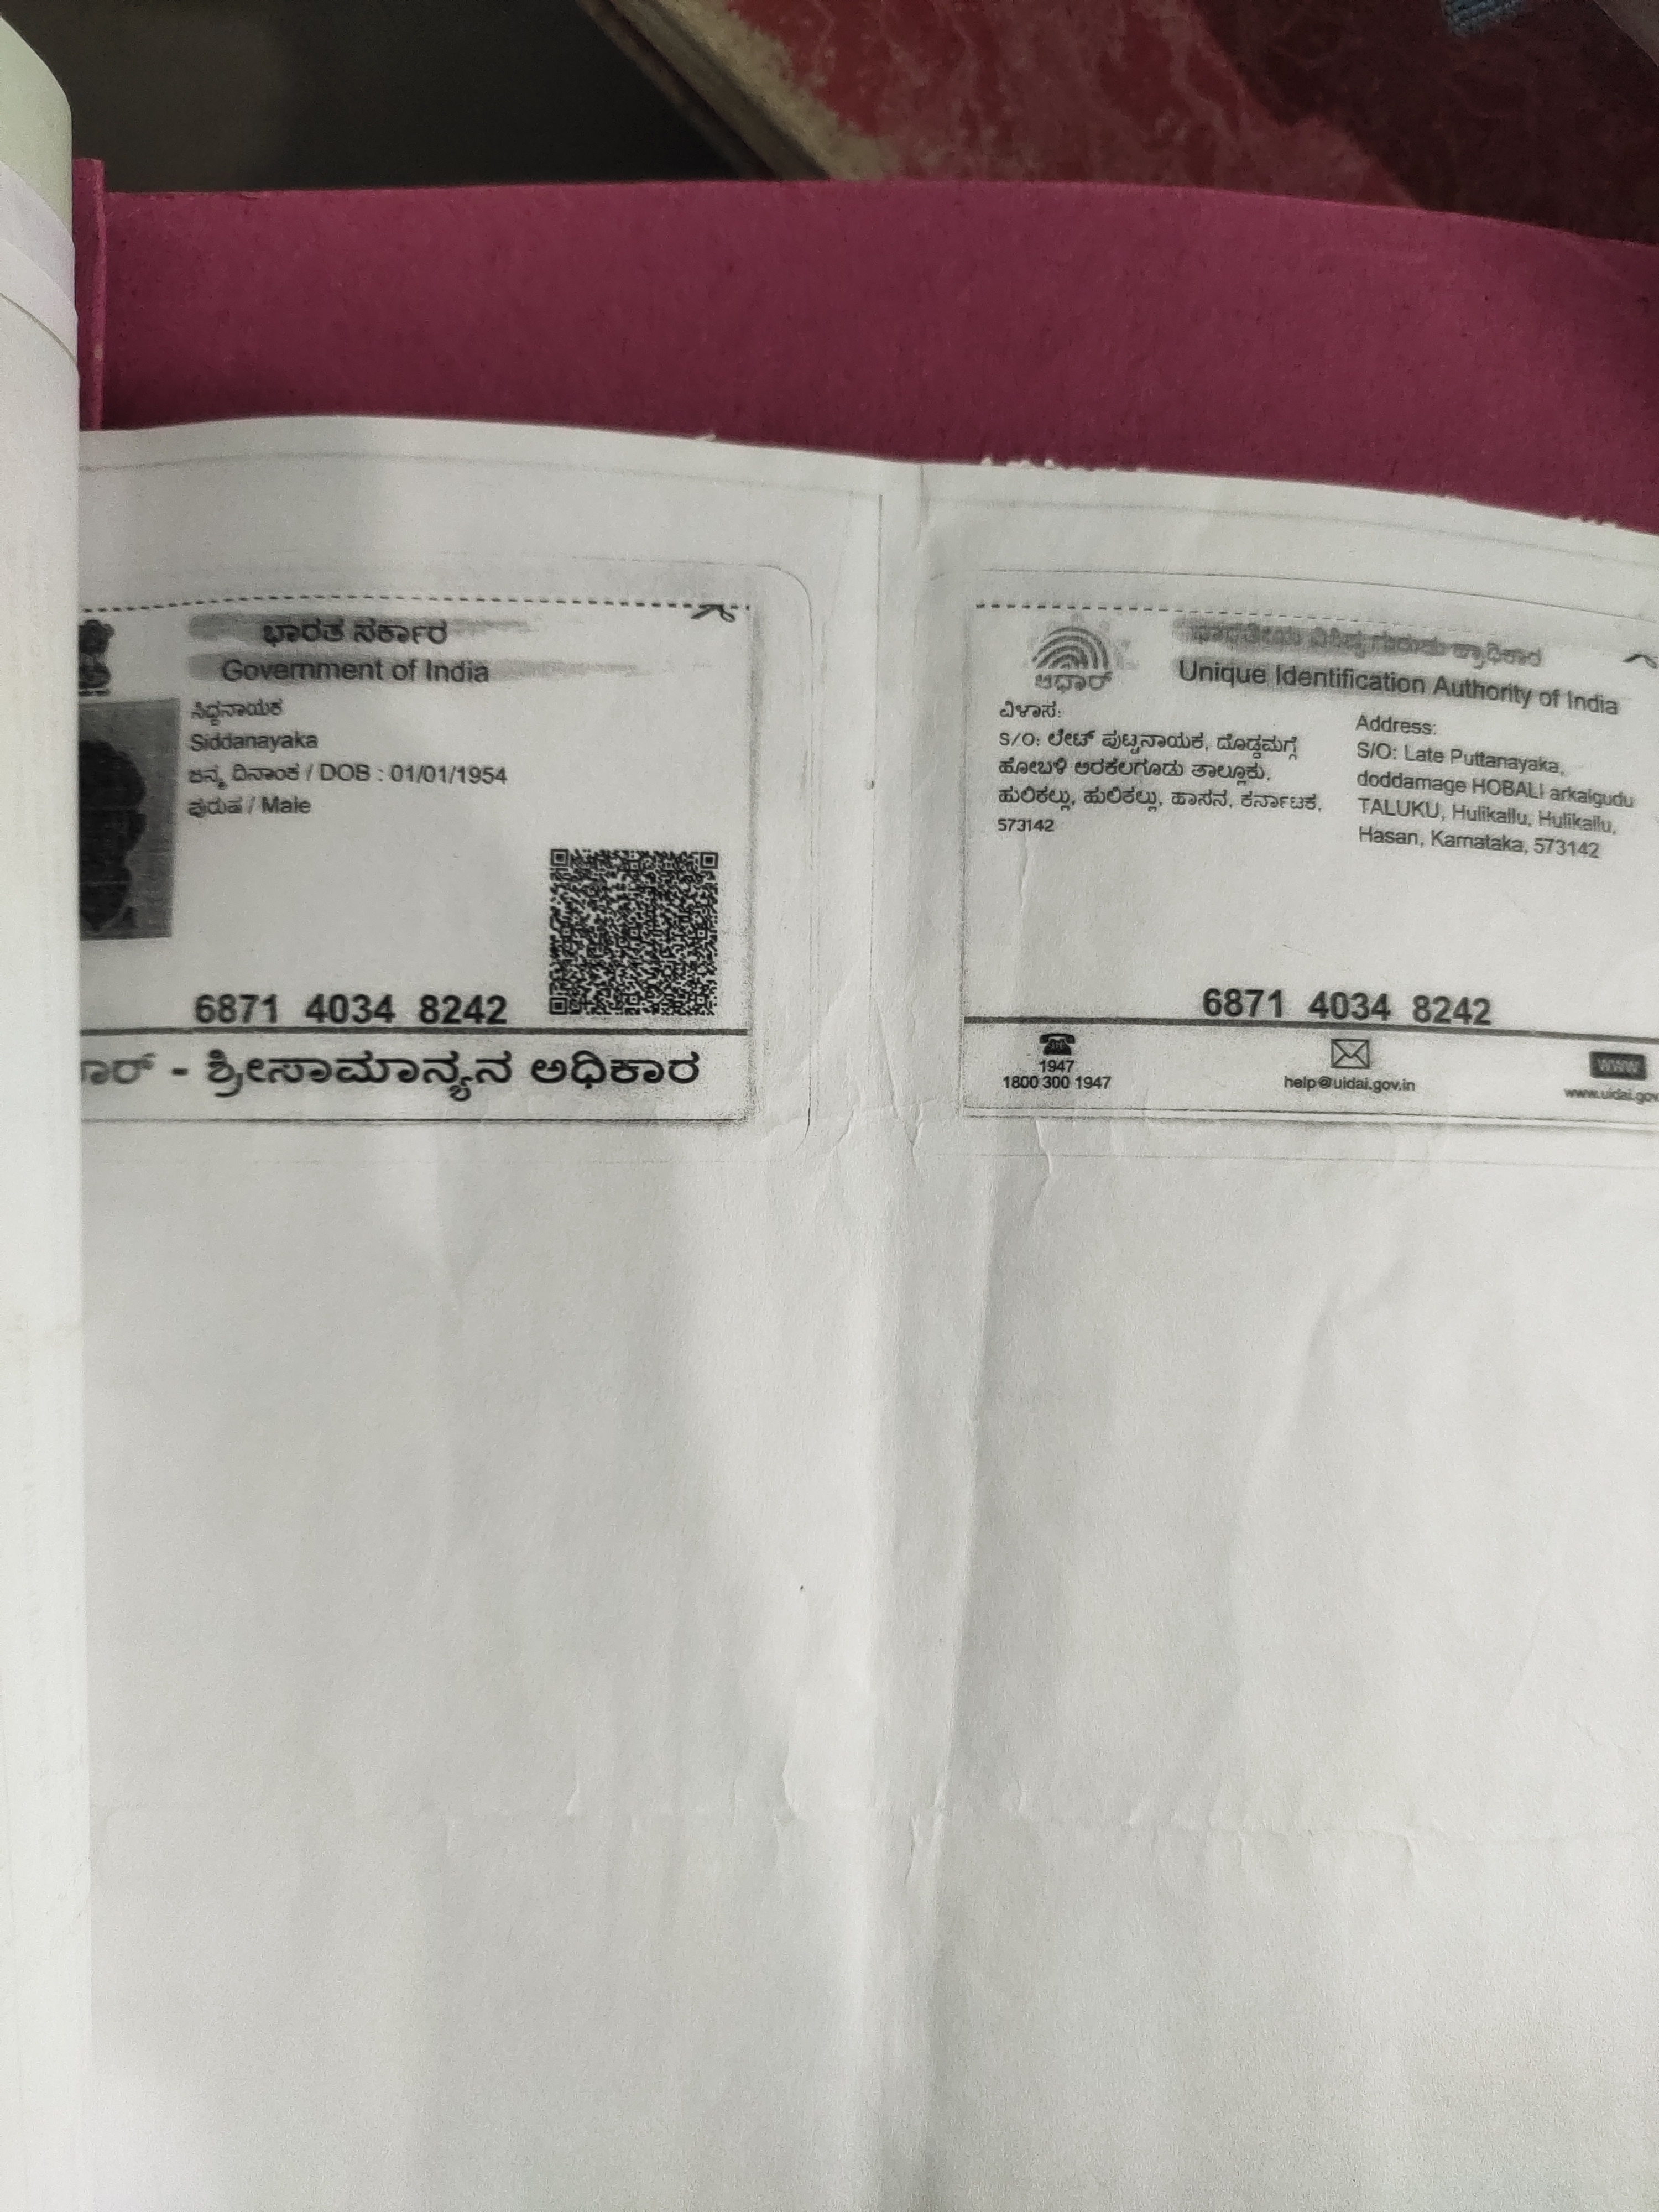 ಭಾರತ ಸರ್ಕಾರ
Government of India
ಸಿದ್ದನಾಯಕ
Siddanayaka
ಜನ್ಮ ದಿನಾಂಕ / DOB : 01/01/1954
ಪುರುಷ / Male
6871 4034 8242
ಶ್ರೀಸಾಮಾನ್ಯನ ಅಧಿಕಾರ
ಆಧಾರ್
Unique Identification Authority of India
ವಿಳಾಸ:
S/O: ಲೇಟ್ ಪುಟ್ಟನಾಯಕ, ದೊಡ್ಡಮಗ್ಗೆ
ಹೋಬಳಿ ಅರಕಲಗೂಡು ತಾಲ್ಲೂಕು,
ಹುಲಿಕಲ್ಲು, ಹುಲಿಕಲ್ಲು, ಹಾಸನ, ಕರ್ನಾಟಕ,
573142
Address:
S/O: Late Puttanayaka,
doddamage HOBALI arkalgudu
TALUKU, Hulikallu, Hulikallu,
Hasan, Karnataka, 573142
6871 4034 8242
1947
1800 300 1947
help@uidai.gov.in
www
www.uidai.gov